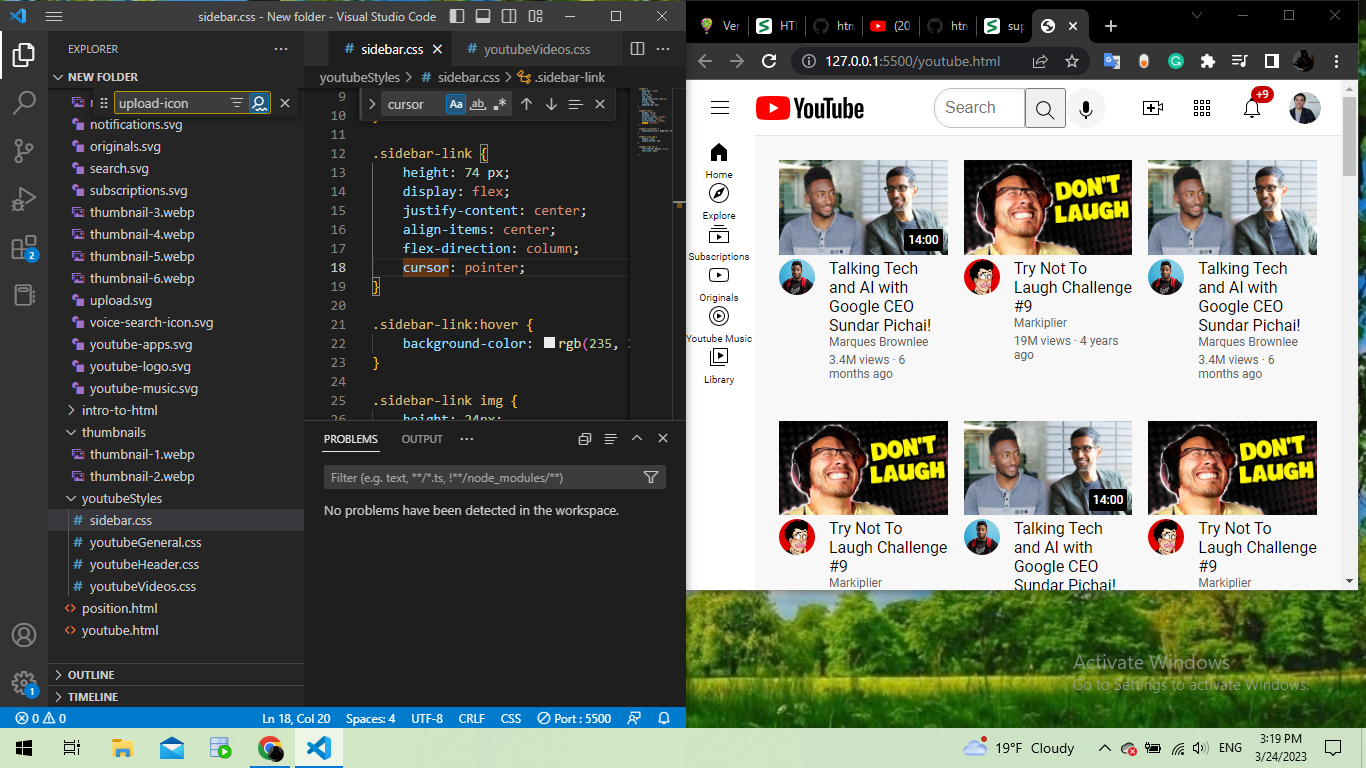 sidebar.css - New folder - Visual Studio Code
EXPLORER
NEW FOLDER
upload-icon
notifications.svg
originals.svg
search.svg
subscriptions.svg
thumbnail-3.webp
thumbnail-4.webp
thumbnail-5.webp
thumbnail-6.webp
upload.svg
voice-search-icon.svg
youtube-apps.svg
youtube-logo.svg
youtube-music.svg
intro-to-html
thumbnails
thumbnail-1.webp
thumbnail-2.webp
youtubeStyles
sidebar.css
youtubeGeneral.css
youtubeHeader.css
youtubeVideos.css
position.html
youtube.html
OUTLINE
TIMELINE
2
1
sidebar.css
youtubeVideos.css
youtubeStyles > sidebar.css > .sidebar-link
cursor
Aa ab
9
10
11
12 .sidebar-link {
13 height: 74 px;
14 display: flex;
15 justify-content: center;
16 align-items: center;
17 flex-direction: column;
18 cursor: pointer;
19 }
20
21 .sidebar-link:hover {
22 background-color: rgb(235, 
23 }
24
25 .sidebar-link img {
26 height: 24px;
PROBLEMS OUTPUT
Filter (e.g. text, **/*.ts, !**/node_modules/**)
No problems have been detected in the workspace.
0 0
Ln 18, Col 20 Spaces: 4 UTF-8 CRLF CSS Port : 5500
Ver
HTI
htn
(20
htn
sup
127.0.0.1:5500/youtube.html
YouTube
Search
+9
Home
Explore
Subscriptions
Originals
Youtube Music
Library
14:00
Talking Tech
and AI with
Google CEO
Sundar Pichai!
Marques Brownlee
3.4M views · 6
months ago
DON'T
LAUGH
Try Not To
Laugh Challenge
#9
Markiplier
19M views · 4 years
ago
Talking Tech
and AI with
Google CEO
Sundar Pichai!
Marques Brownlee
3.4M views · 6
months ago
DON'T
LAUGH
Try Not To
Laugh Challenge
#9
Markiplier
14:00
Talking Tech
and AI with
Google CEO
Sundar Pichai!
DON'T
LAUGH
Try Not To
Laugh Challenge
#9
Markiplier
Activate Windows
Go to Settings to activate Windows.
19°F Cloudy
ENG
3:19 PM
3/24/2023